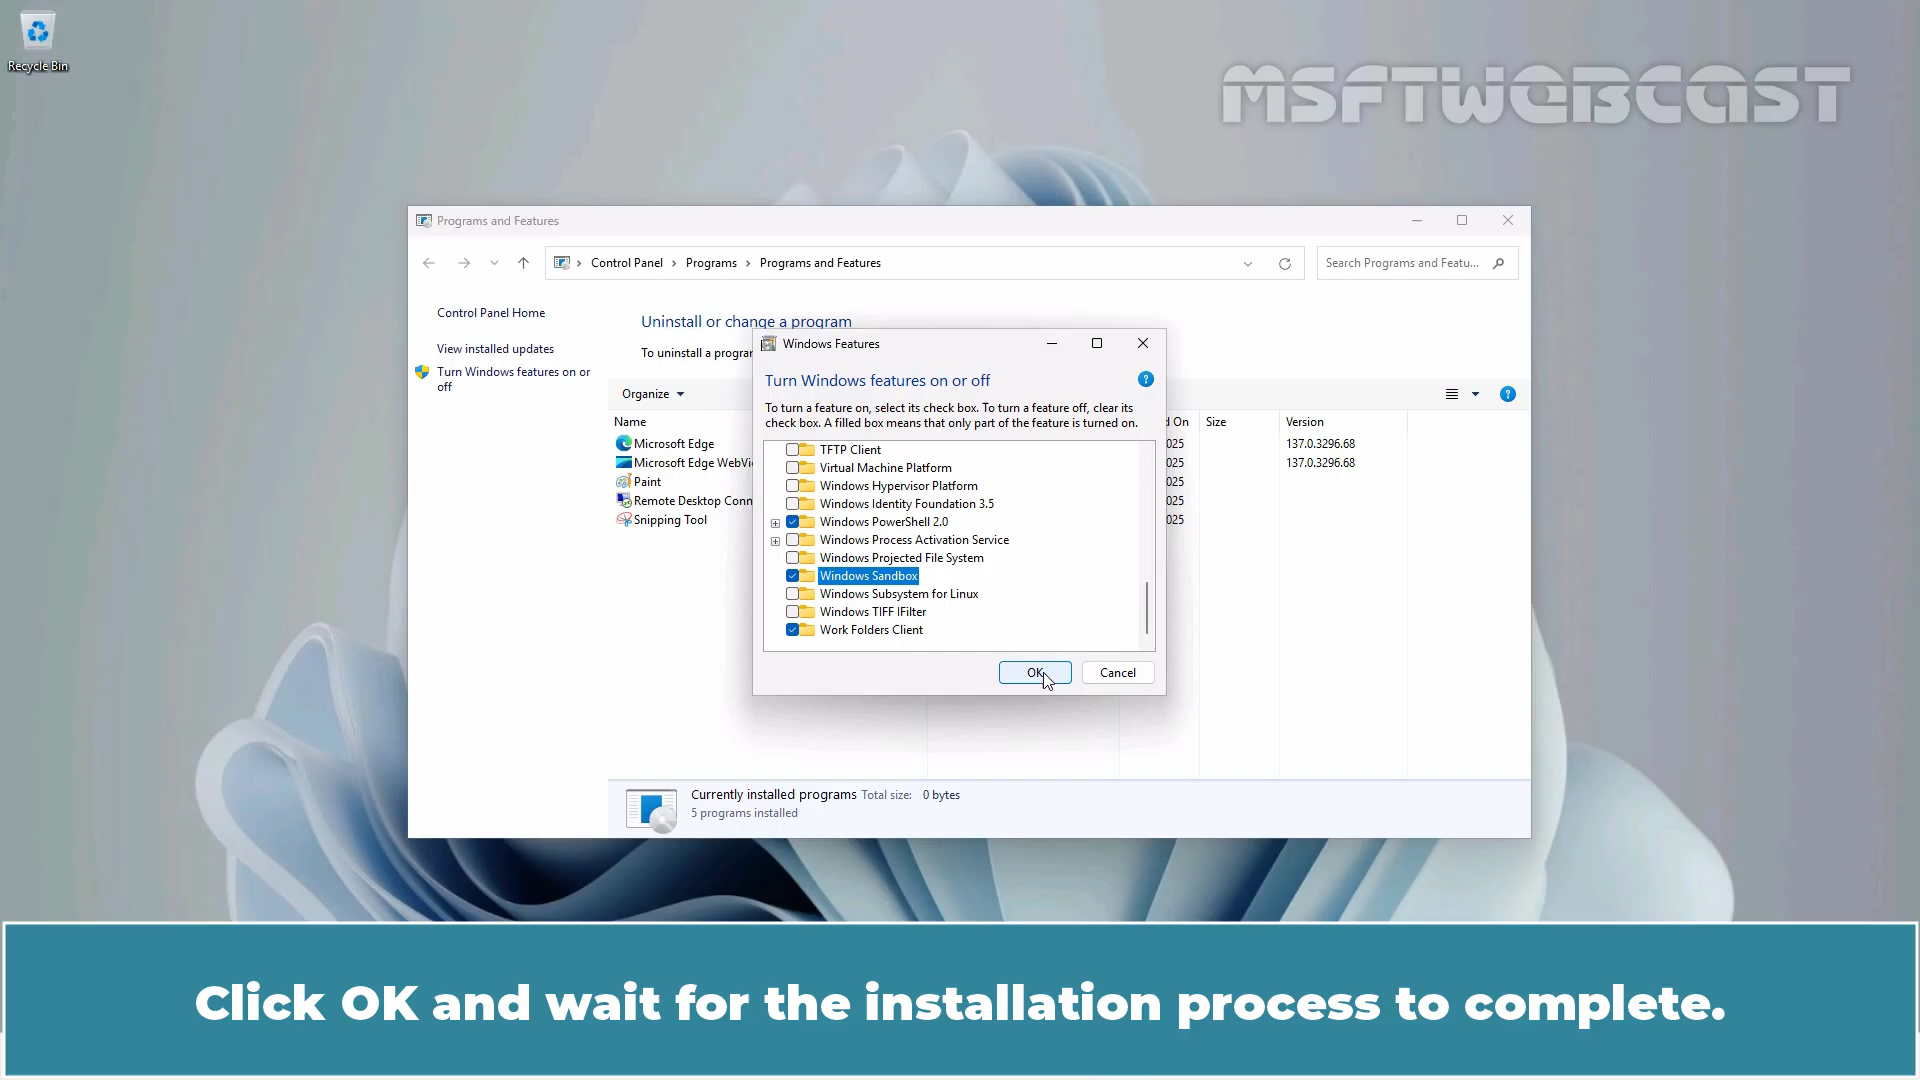 Recycle Bin
MSFTWEBCAST
Programs and Features
Control Panel > Programs > Programs and Features
Search Programs and Featu...
Control Panel Home
View installed updates
Turn Windows features on or
off
Uninstall or change a program
To uninstall a program
Organize
Name
d On
Size
Version
Microsoft Edge
025
137.0.3296.68
Microsoft Edge WebVi
025
137.0.3296.68
Paint
025
Remote Desktop Conn
025
Snipping Tool
025
Windows Features
Turn Windows features on or off
To turn a feature on, select its check box. To turn a feature off, clear its
check box. A filled box means that only part of the feature is turned on.
TFTP Client
Virtual Machine Platform
Windows Hypervisor Platform
Windows Identity Foundation 3.5
Windows PowerShell 2.0
Windows Process Activation Service
Windows Projected File System
Windows Sandbox
Windows Subsystem for Linux
Windows TIFF IFilter
Work Folders Client
OK
Cancel
Currently installed programs Total size: 0 bytes
5 programs installed
Click OK and wait for the installation process to complete.